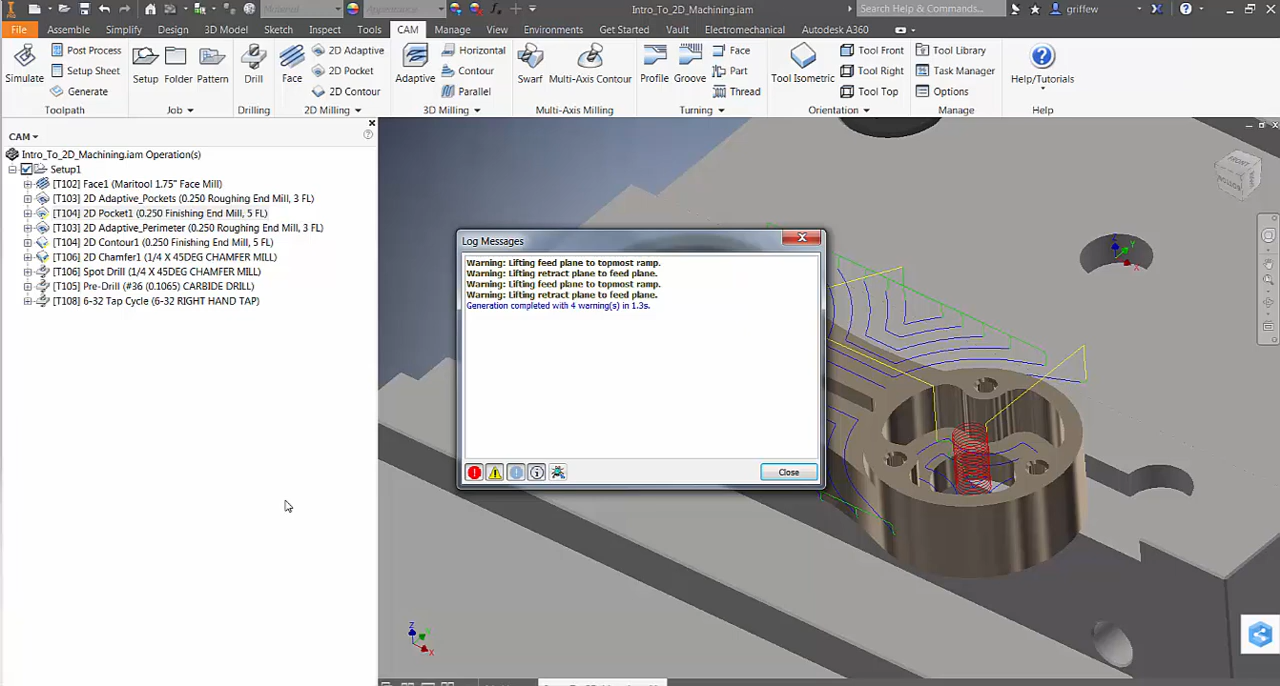 Material
Appearance
Intro_To_2D_Machining.iam
Search Help & Commands...
griffew
File Assemble Simplify Design 3D Model Sketch Inspect Tools CAM Manage View Environments Get Started Vault Electromechanical Autodesk A360
Simulate
Post Process
Setup Sheet
Generate
Toolpath
Setup Folder Pattern
Job
Drill
Drilling
Face
2D Adaptive
2D Pocket
2D Contour
2D Milling
Adaptive
Horizontal
Contour
Parallel
3D Milling
Swarf Multi-Axis Contour
Multi-Axis Milling
Profile Groove
Face
Part
Thread
Turning
Tool Isometric
Tool Front
Tool Right
Tool Top
Orientation
Tool Library
Task Manager
Options
Manage
Help/Tutorials
Help
CAM
Intro_To_2D_Machining.iam Operation(s)
Setup1
[T102] Face1 (Maritool 1.75" Face Mill)
[T103] 2D Adaptive_Pockets (0.250 Roughing End Mill, 3 FL)
[T104] 2D Pocket1 (0.250 Finishing End Mill, 5 FL)
[T103] 2D Adaptive_Perimeter (0.250 Roughing End Mill, 3 FL)
[T104] 2D Contour1 (0.250 Finishing End Mill, 5 FL)
[T106] 2D Chamfer1 (1/4 X 45DEG CHAMFER MILL)
[T106] Spot Drill (1/4 X 45DEG CHAMFER MILL)
[T105] Pre-Drill (#36 (0.1065) CARBIDE DRILL)
[T108] 6-32 Tap Cycle (6-32 RIGHT HAND TAP)
Log Messages
Warning: Lifting feed plane to topmost ramp.
Warning: Lifting retract plane to feed plane.
Warning: Lifting feed plane to topmost ramp.
Warning: Lifting retract plane to feed plane.
Generation completed with 4 warning(s) in 1.3s.
Close
FRONT
Z
X
Z
Y
X